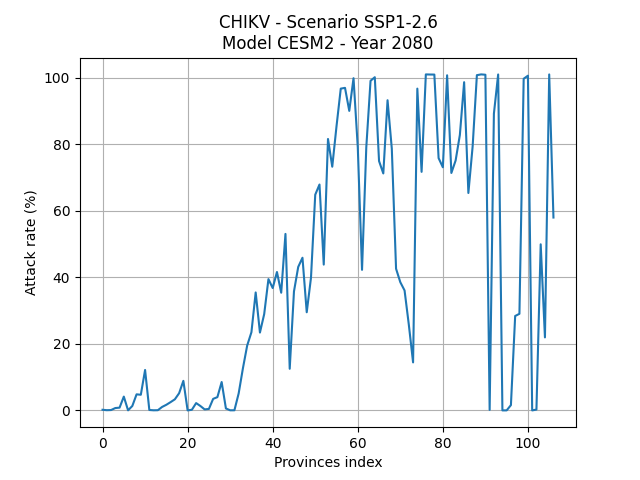 CHIKV - Scenario SSP1-2.6
Model CESM2 - Year 2080
Attack rate (%)
100
80
60
40
20
0
0 20 40 60 80 100
Provinces index